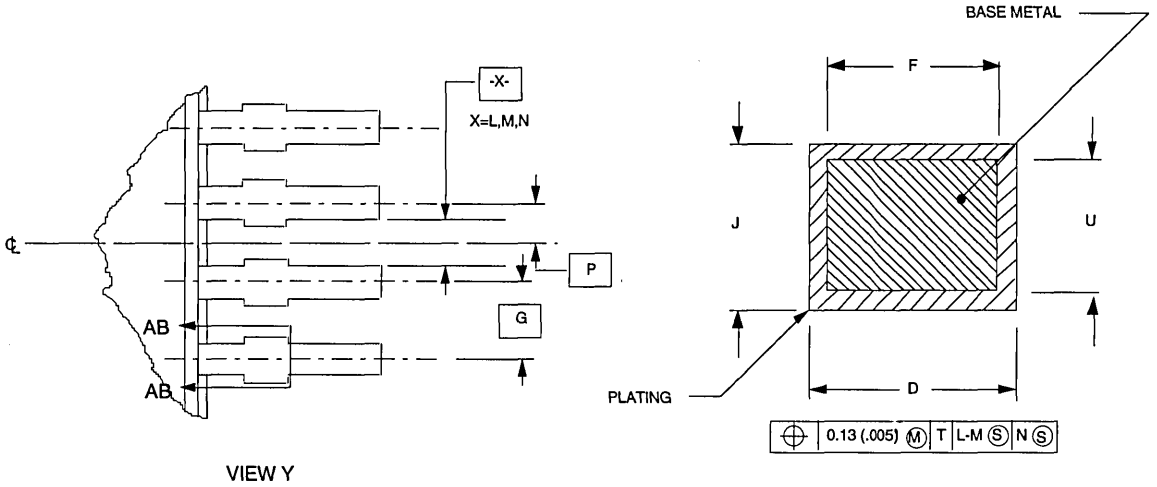 BASE METAL
-X-
X=L,M,N
F
J
U
℄
P
G
AB
AB
PLATING
D
⌖ 0.13 (.005) Ⓜ T L-M Ⓢ N Ⓢ
VIEW Y